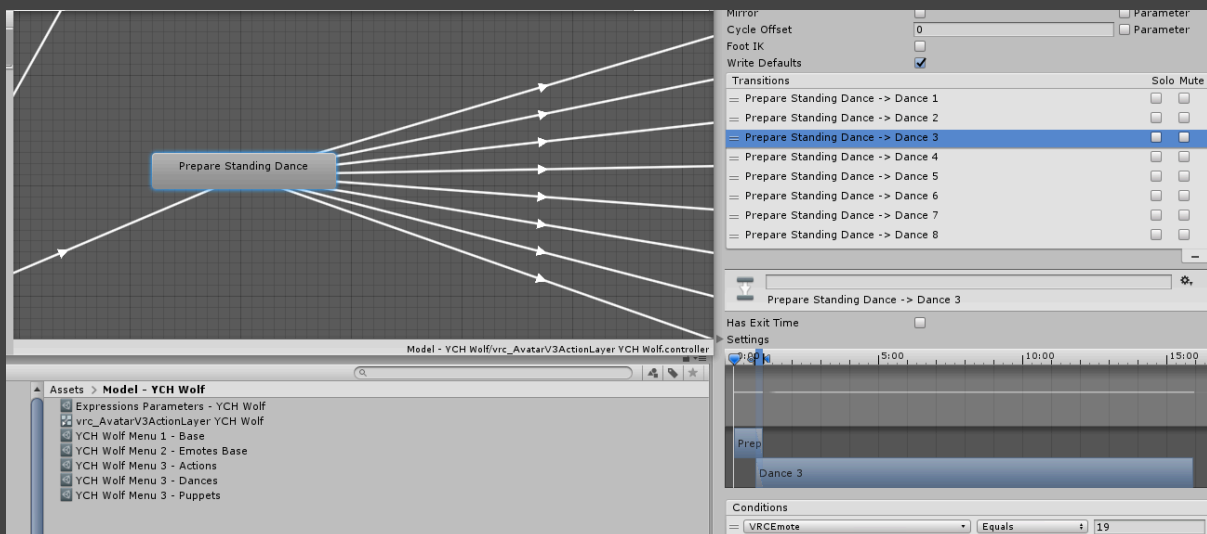 Mirror Parameter
Cycle Offset 0 Parameter
Foot IK
Write Defaults
Transitions Solo Mute
Prepare Standing Dance -> Dance 1
Prepare Standing Dance -> Dance 2
Prepare Standing Dance -> Dance 3
Prepare Standing Dance -> Dance 4
Prepare Standing Dance -> Dance 5
Prepare Standing Dance -> Dance 6
Prepare Standing Dance -> Dance 7
Prepare Standing Dance -> Dance 8
Prepare Standing Dance
Model - YCH Wolf/vrc_AvatarV3ActionLayer YCH Wolf.controller
Prepare Standing Dance -> Dance 3
Has Exit Time
Settings
0:00 5:00 10:00 15:00
Prep
Dance 3
Conditions
VRCEmote Equals 19
Assets > Model - YCH Wolf
Expressions Parameters - YCH Wolf
vrc_AvatarV3ActionLayer YCH Wolf
YCH Wolf Menu 1 - Base
YCH Wolf Menu 2 - Emotes Base
YCH Wolf Menu 3 - Actions
YCH Wolf Menu 3 - Dances
YCH Wolf Menu 3 - Puppets